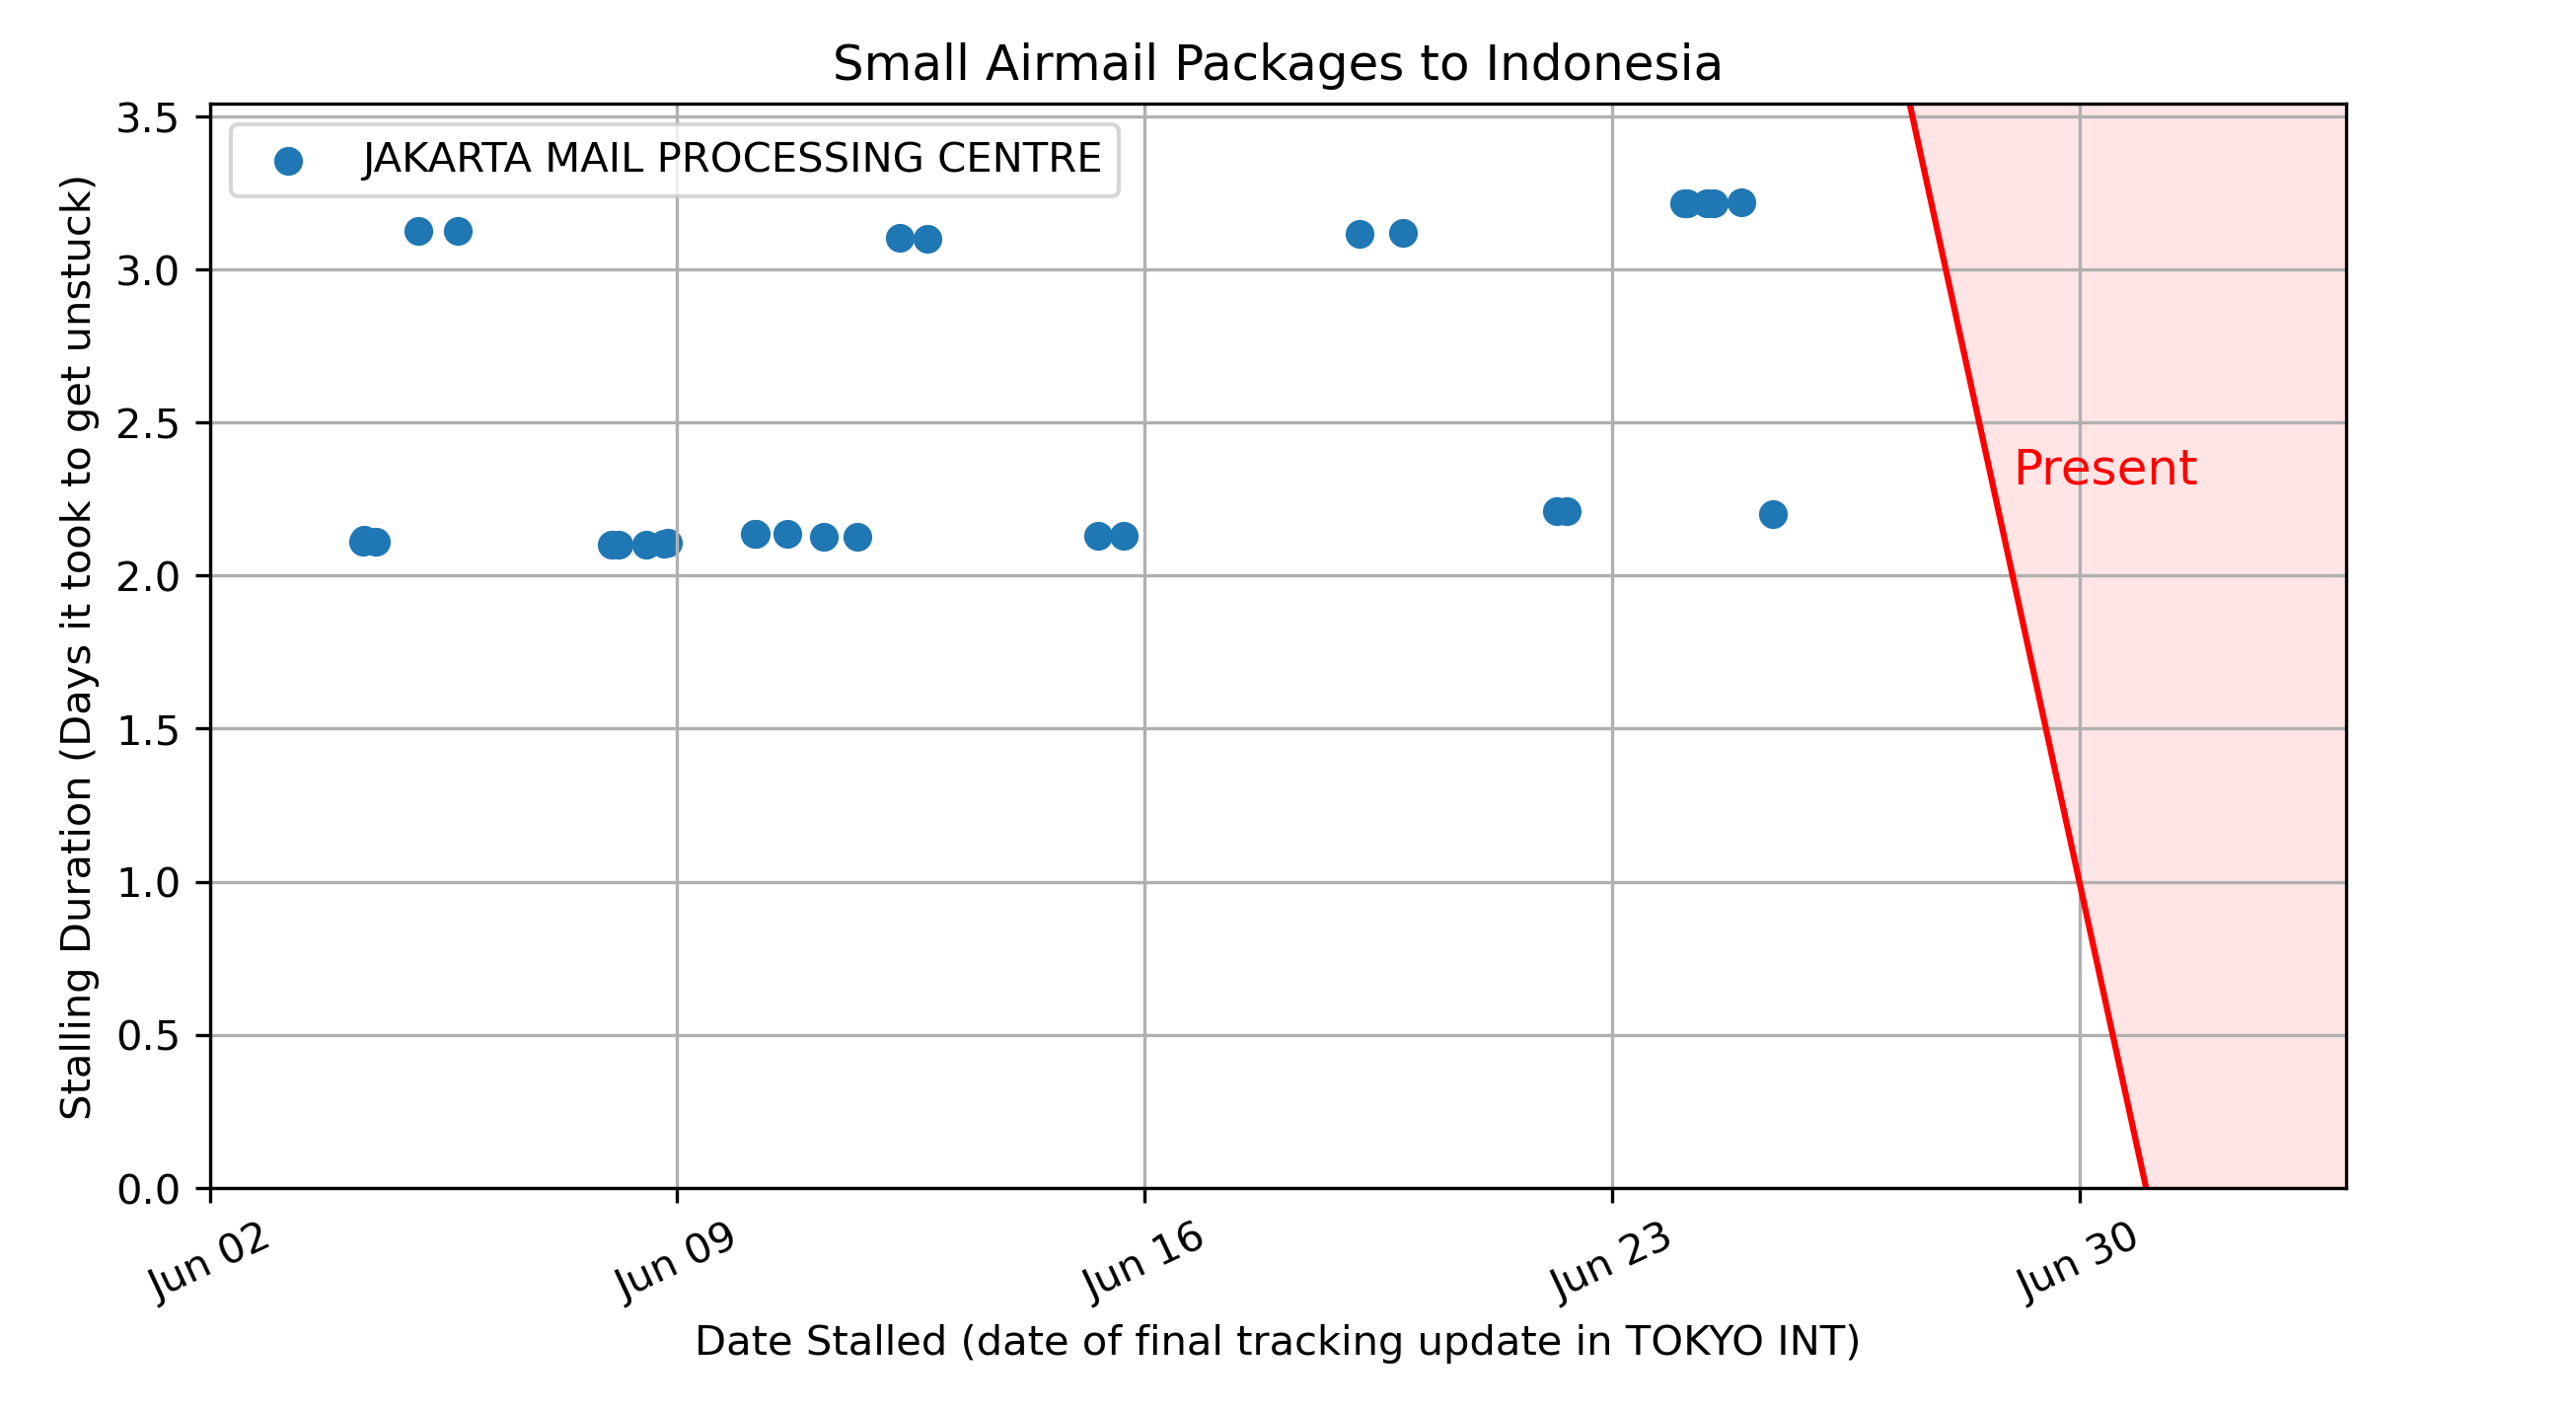 Small Airmail Packages to Indonesia
3.5
JAKARTA MAIL PROCESSING CENTRE
3.0
2.5
Present
2.0
1.5
1.0
0.5
0.0
Stalling Duration (Days it took to get unstuck)
Jun 02
Jun 09
Jun 16
Jun 23
Jun 30
Date Stalled (date of final tracking update in TOKYO INT)